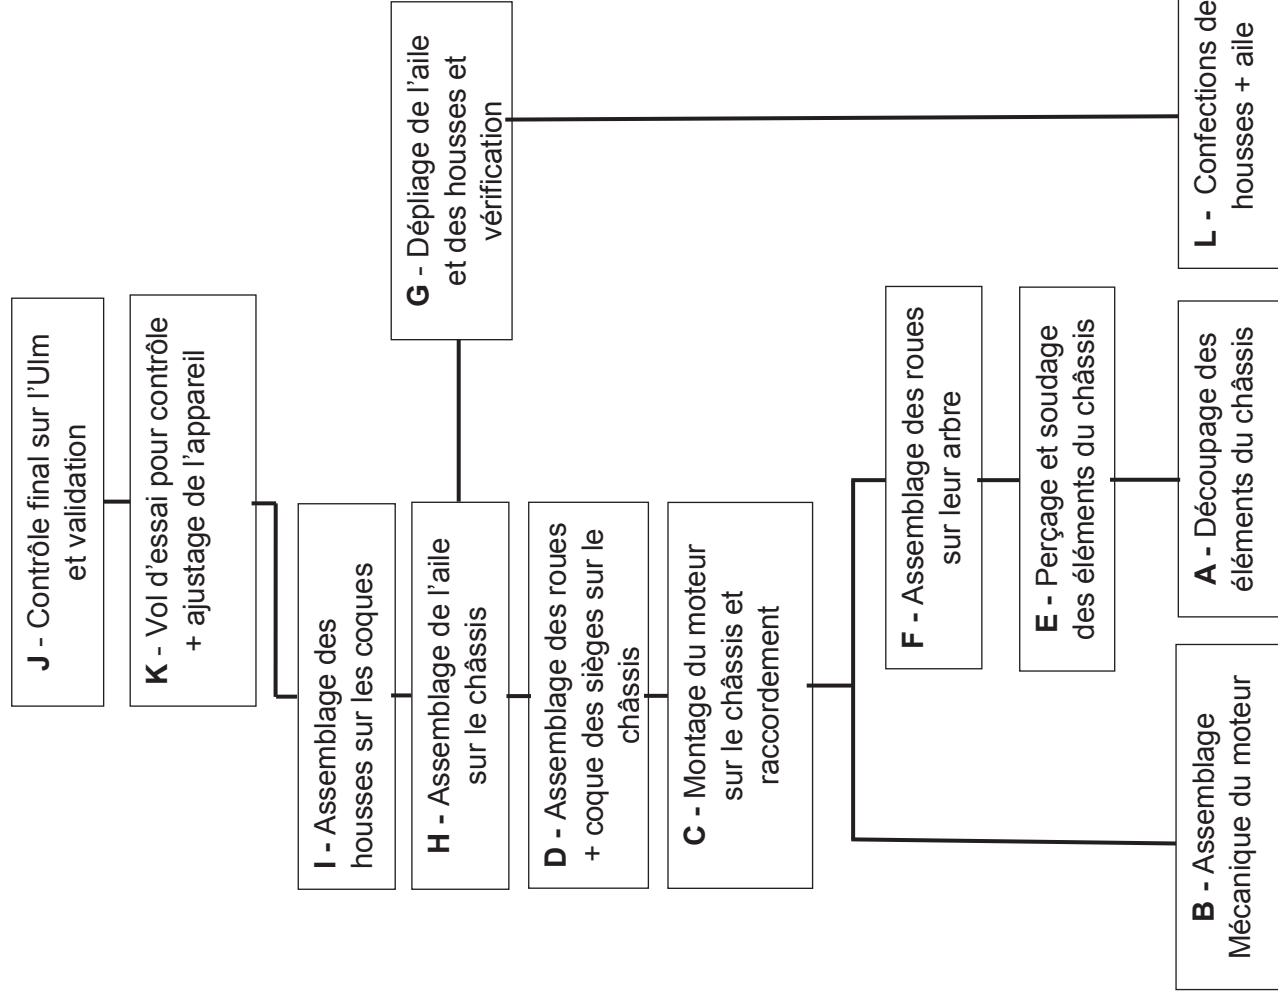 J - Contrôle final sur l'Ulm
et validation
K - Vol d'essai pour contrôle
+ ajustage de l'appareil
I - Assemblage des
housses sur les coques
H - Assemblage de l'aile
sur le châssis
G - Dépliage de l'aile
et des housses et
vérification
D - Assemblage des roues
+ coque des sièges sur le
châssis
C - Montage du moteur
sur le châssis et
raccordement
F - Assemblage des roues
sur leur arbre
E - Perçage et soudage
des éléments du châssis
B - Assemblage
Mécanique du moteur
A - Découpage des
éléments du châssis
L - Confections de
housses + aile